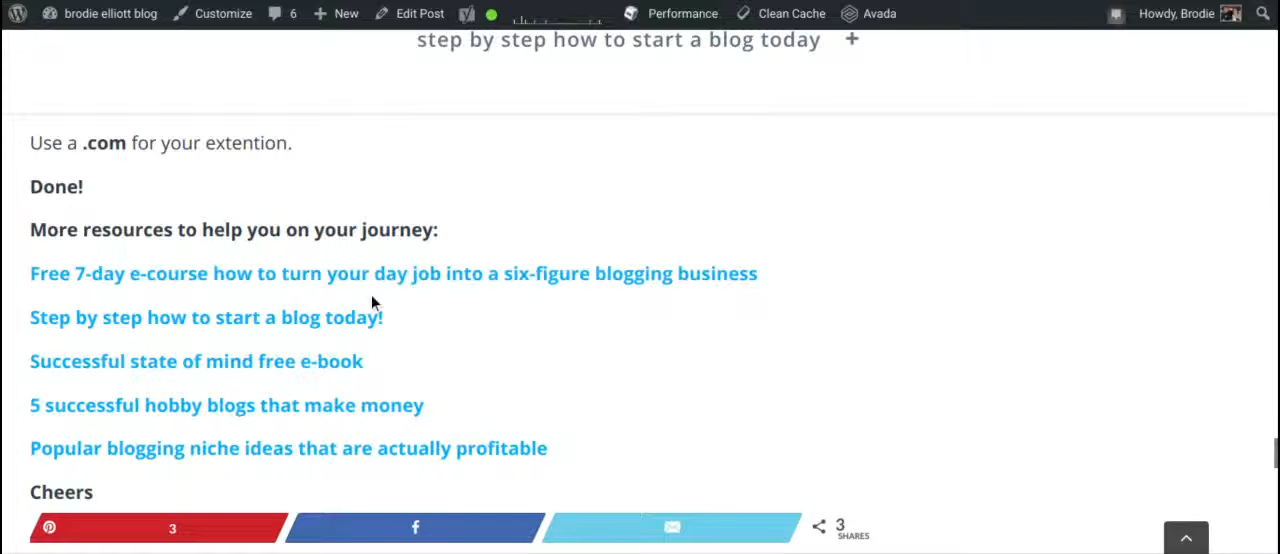 brodie elliott blog Customize 6 New Edit Post Performance Clean Cache Avada Howdy, Brodie
step by step how to start a blog today +
Use a .com for your extention.
Done!
More resources to help you on your journey:
Free 7-day e-course how to turn your day job into a six-figure blogging business
Step by step how to start a blog today!
Successful state of mind free e-book
5 successful hobby blogs that make money
Popular blogging niche ideas that are actually profitable
Cheers
3 3
SHARES